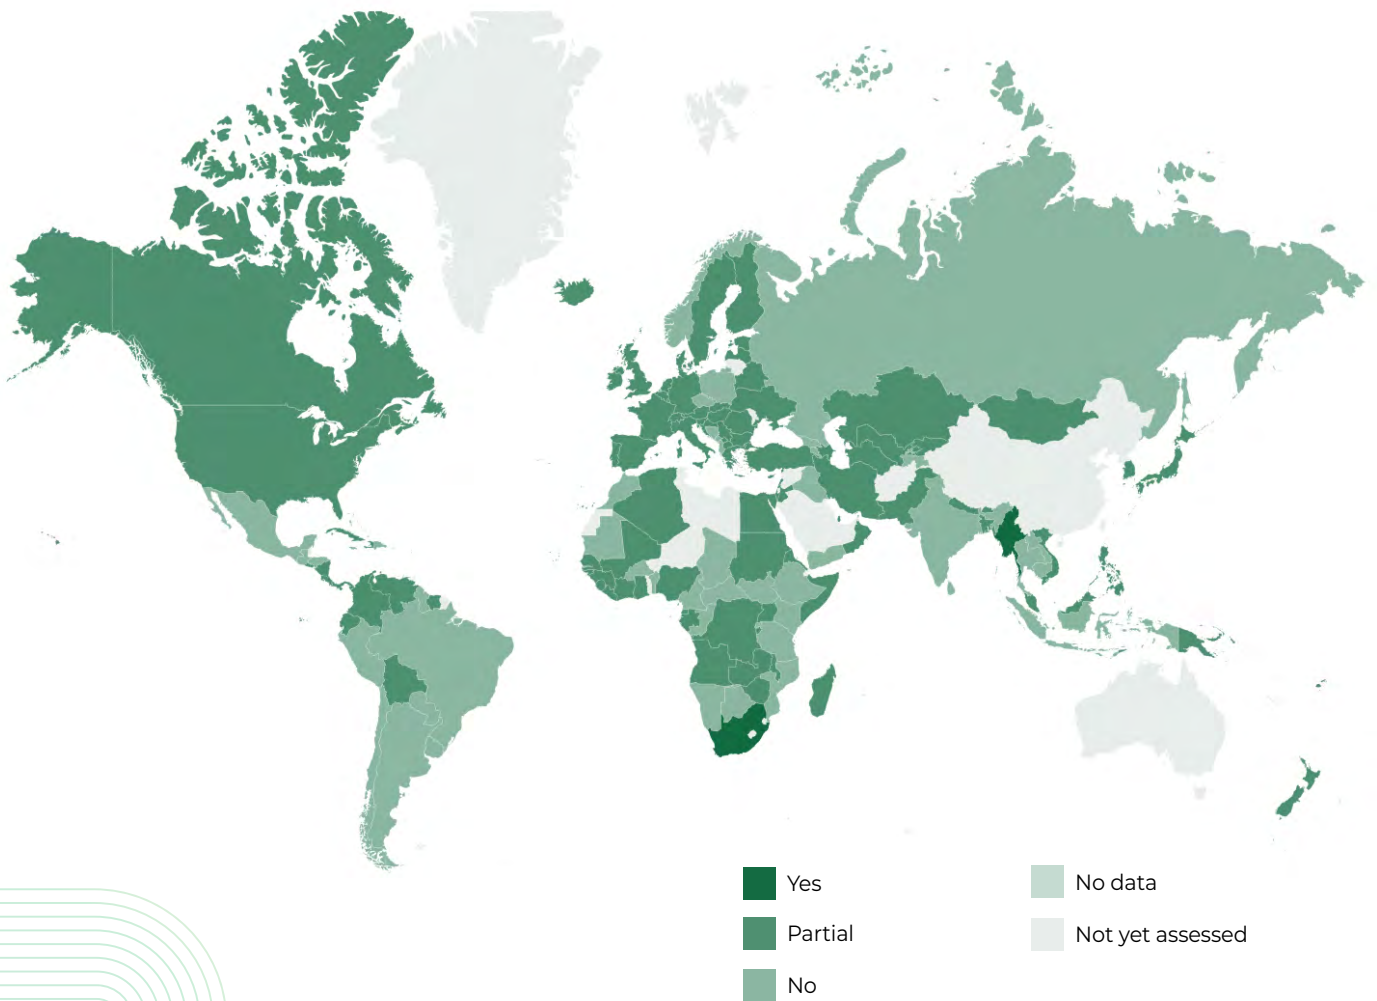 Yes
Partial
No
No data
Not yet assessed